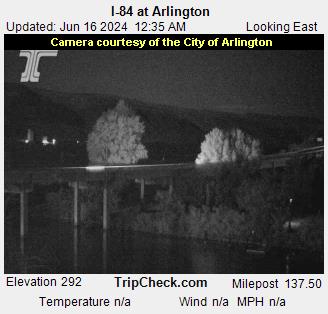 I-84 at Arlington
Updated: Jun 16 2024 12:35 AM Looking East
Camera courtesy of the City of Arlington
Elevation 292 TripCheck.com Milepost 137.50
Temperature n/a Wind n/a MPH n/a